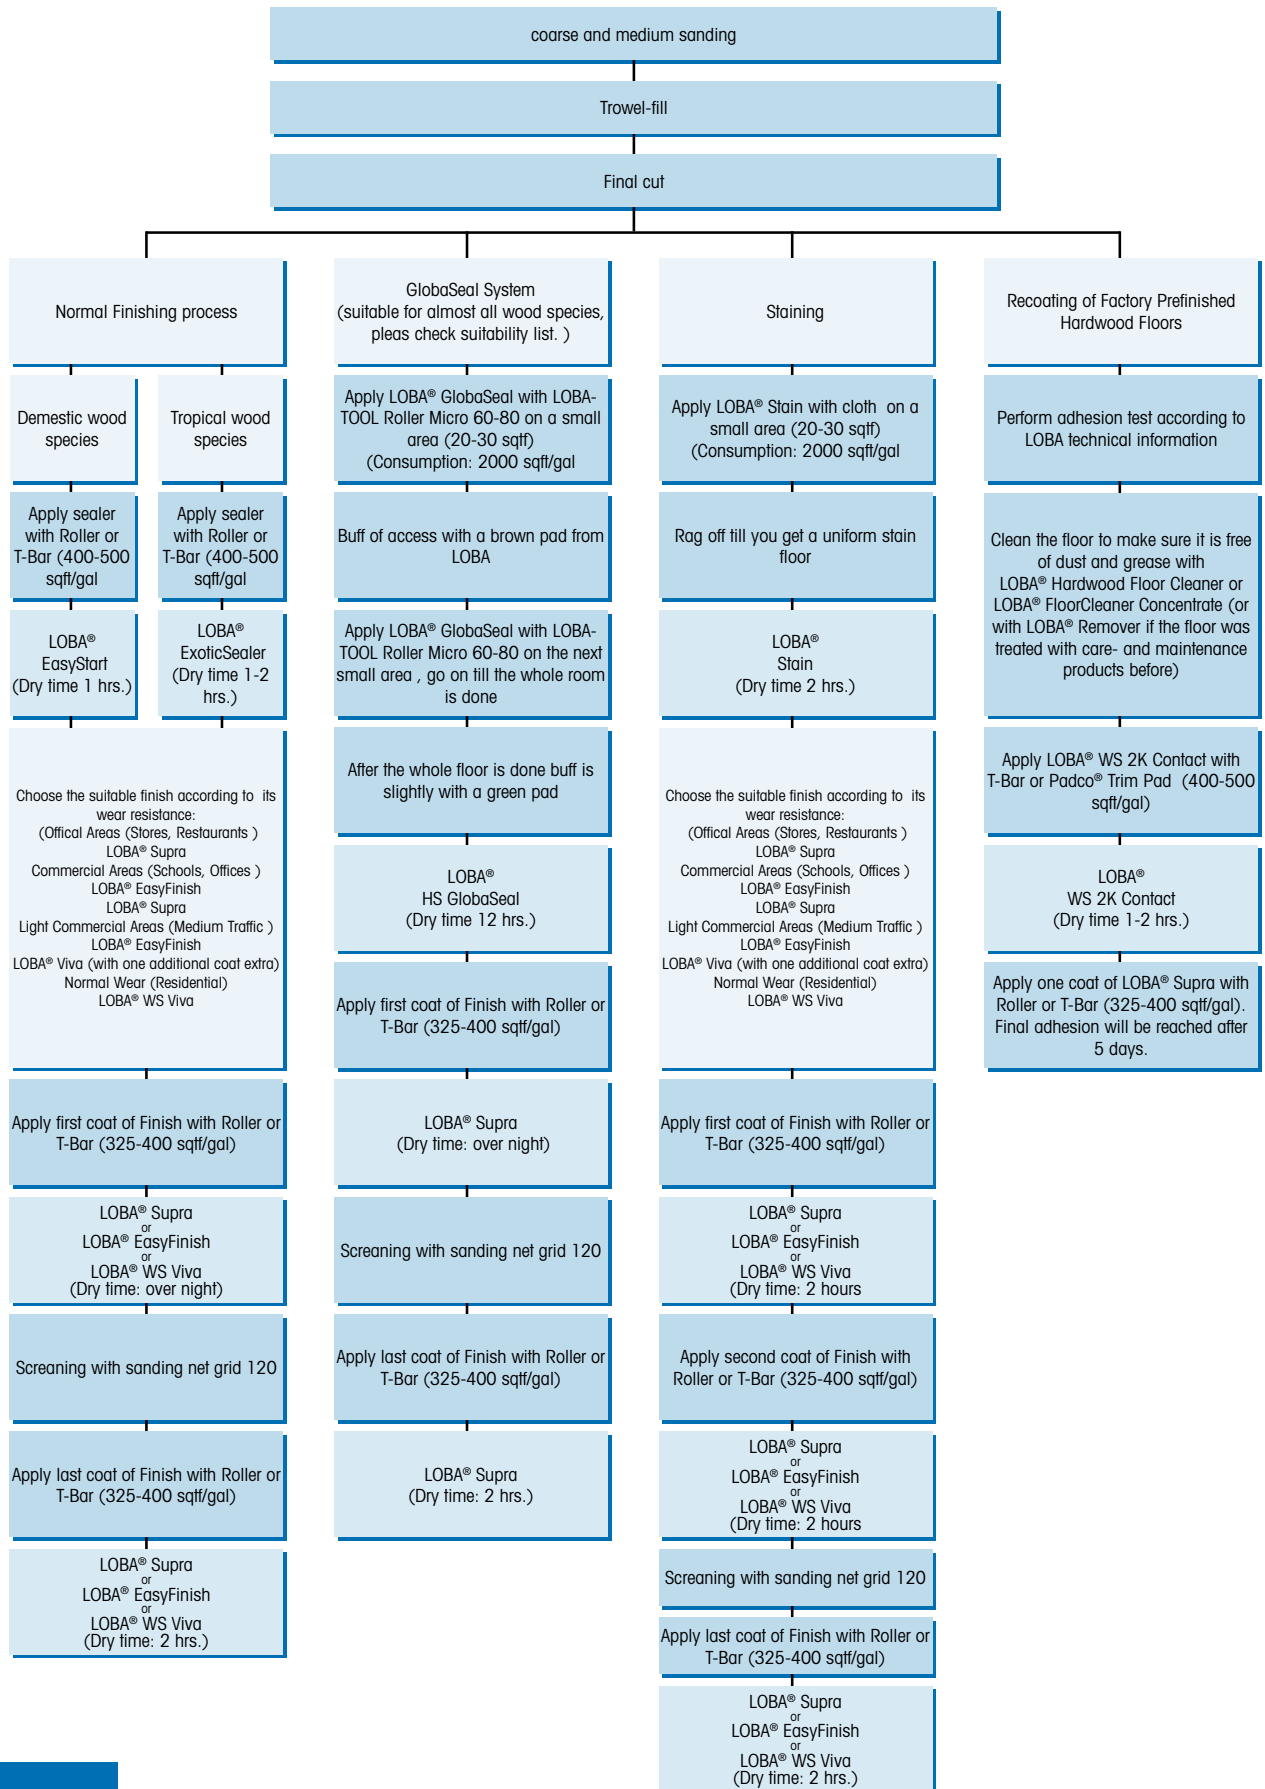 coarse and medium sanding
Trowel-fill
Final cut
Normal Finishing process
Demestic wood
species
Apply sealer
with Roller or
T-Bar (400-500
sqft/gal
LOBA®
EasyStart
(Dry time 1 hrs.)
Tropical wood
species
Apply sealer
with Roller or
T-Bar (400-500
sqft/gal
LOBA®
ExoticSealer
(Dry time 1-2
hrs.)
Choose the suitable finish according to its
wear resistance:
(Offical Areas (Stores, Restaurants )
LOBA® Supra
Commercial Areas (Schools, Offices )
LOBA® EasyFinish
LOBA® Supra
Light Commercial Areas (Medium Traffic )
LOBA® EasyFinish
LOBA® Viva (with one additional coat extra)
Normal Wear (Residential)
LOBA® WS Viva
Apply first coat of Finish with Roller or
T-Bar (325-400 sqtf/gal)
LOBA® Supra
or
LOBA® EasyFinish
or
LOBA® WS Viva
(Dry time: over night)
Screaning with sanding net grid 120
Apply last coat of Finish with Roller or
T-Bar (325-400 sqtf/gal)
LOBA® Supra
or
LOBA® EasyFinish
or
LOBA® WS Viva
(Dry time: 2 hrs.)
GlobaSeal System
(suitable for almost all wood species,
pleas check suitability list. )
Apply LOBA® GlobaSeal with LOBA-
TOOL Roller Micro 60-80 on a small
area (20-30 sqtf)
(Consumption: 2000 sqft/gal
Buff of access with a brown pad from
LOBA
Apply LOBA® GlobaSeal with LOBA-
TOOL Roller Micro 60-80 on the next
small area , go on till the whole room
is done
After the whole floor is done buff is
slightly with a green pad
LOBA®
HS GlobaSeal
(Dry time 12 hrs.)
Apply first coat of Finish with Roller or
T-Bar (325-400 sqtf/gal)
LOBA® Supra
(Dry time: over night)
Screaning with sanding net grid 120
Apply last coat of Finish with Roller or
T-Bar (325-400 sqtf/gal)
LOBA® Supra
(Dry time: 2 hrs.)
Staining
Apply LOBA® Stain with cloth on a
small area (20-30 sqtf)
(Consumption: 2000 sqft/gal
Rag off till you get a uniform stain
floor
LOBA®
Stain
(Dry time 2 hrs.)
Choose the suitable finish according to its
wear resistance:
(Offical Areas (Stores, Restaurants )
LOBA® Supra
Commercial Areas (Schools, Offices )
LOBA® EasyFinish
LOBA® Supra
Light Commercial Areas (Medium Traffic )
LOBA® EasyFinish
LOBA® Viva (with one additional coat extra)
Normal Wear (Residential)
LOBA® WS Viva
Apply first coat of Finish with Roller or
T-Bar (325-400 sqtf/gal)
LOBA® Supra
or
LOBA® EasyFinish
or
LOBA® WS Viva
(Dry time: 2 hours
Apply second coat of Finish with
Roller or T-Bar (325-400 sqtf/gal)
LOBA® Supra
or
LOBA® EasyFinish
or
LOBA® WS Viva
(Dry time: 2 hours
Screaning with sanding net grid 120
Apply last coat of Finish with Roller or
T-Bar (325-400 sqtf/gal)
LOBA® Supra
or
LOBA® EasyFinish
or
LOBA® WS Viva
(Dry time: 2 hrs.)
Recoating of Factory Prefinished
Hardwood Floors
Perform adhesion test according to
LOBA technical information
Clean the floor to make sure it is free
of dust and grease with
LOBA® Hardwood Floor Cleaner or
LOBA® FloorCleaner Concentrate (or
with LOBA® Remover if the floor was
treated with care- and maintenance
products before)
Apply LOBA® WS 2K Contact with
T-Bar or Padco® Trim Pad (400-500
sqft/gal)
LOBA®
WS 2K Contact
(Dry time 1-2 hrs.)
Apply one coat of LOBA® Supra with
Roller or T-Bar (325-400 sqtf/gal).
Final adhesion will be reached after
5 days.